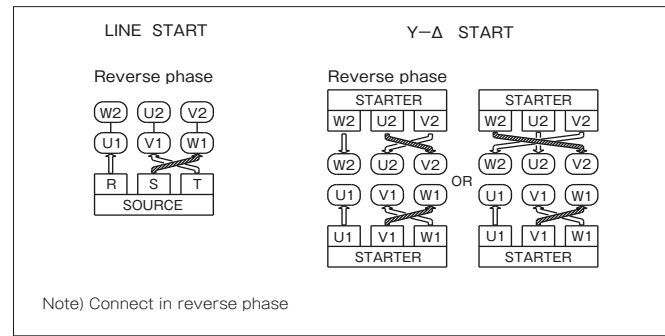 LINE START
Y−Δ START
Reverse phase
W2 U2 V2
U1 V1 W1
R S T
SOURCE
Reverse phase
STARTER
W2 U2 V2
W2 U2 V2
U1 V1 W1
U1 V1 W1
STARTER
OR
STARTER
W2 U2 V2
W2 U2 V2
U1 V1 W1
U1 V1 W1
STARTER
Note) Connect in reverse phase